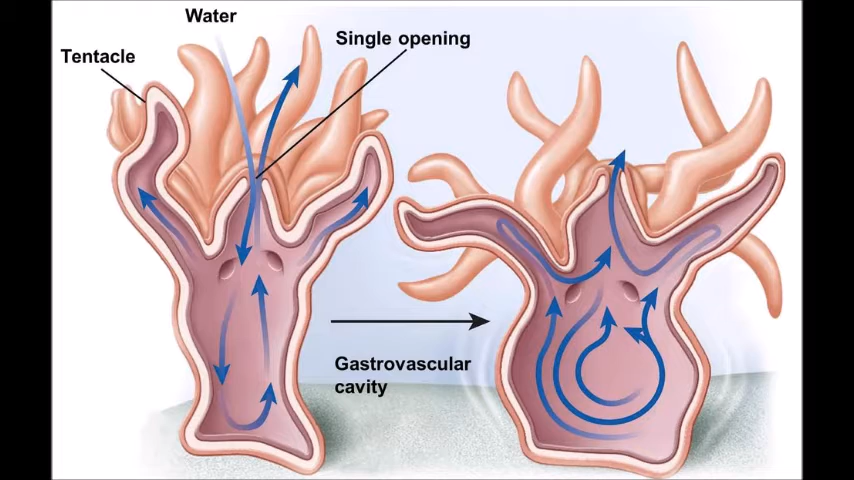 Water
Single opening
Tentacle
Gastrovascular
cavity